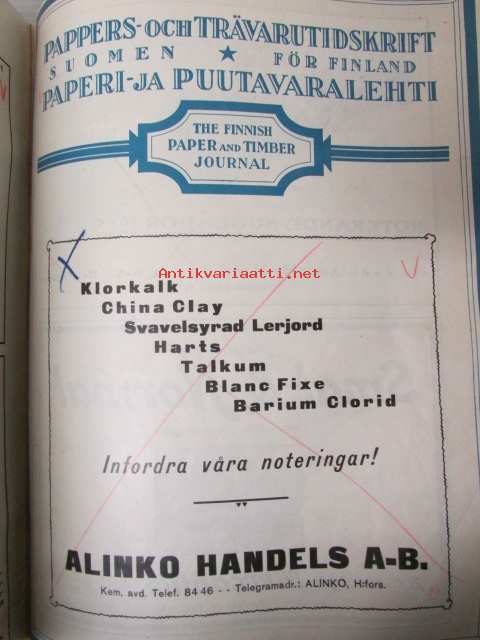 PAPPERS- OCH TRÄVARUTIDSKRIFT
SUOMEN ★ FÖR FINLAND
PAPERI- JA PUUTAVARALEHTI
THE FINNISH
PAPER AND TIMBER
JOURNAL
Antikvariaatti.net
Klorkalk
China Clay
Svavelsyrad Lerjord
Harts
Talkum
Blanc Fixe
Barium Clorid
Infordra våra noteringar!
ALINKO HANDELS A-B.
Kem. avd. Telef. 84 46 - - Telegramadr.: ALINKO, H:fors.